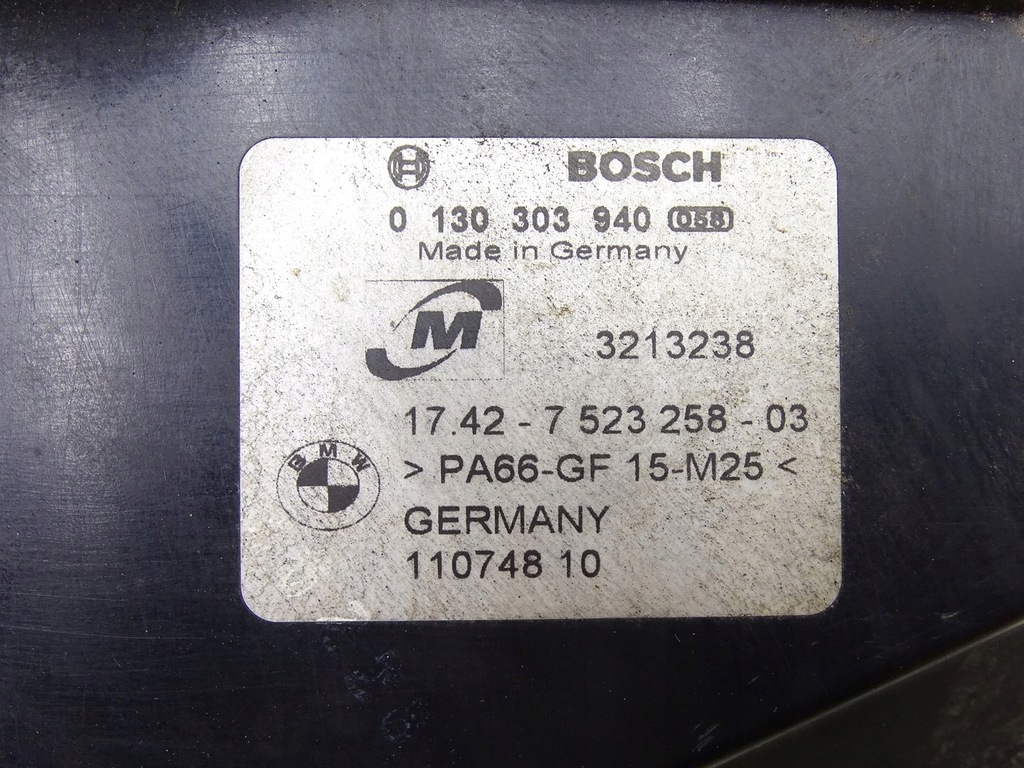 BOSCH
0 130 303 940 058
Made in Germany
M
3213238
17.42 - 7 523 258 - 03
BMW
> PA66-GF 15-M25 <
GERMANY
110748 10